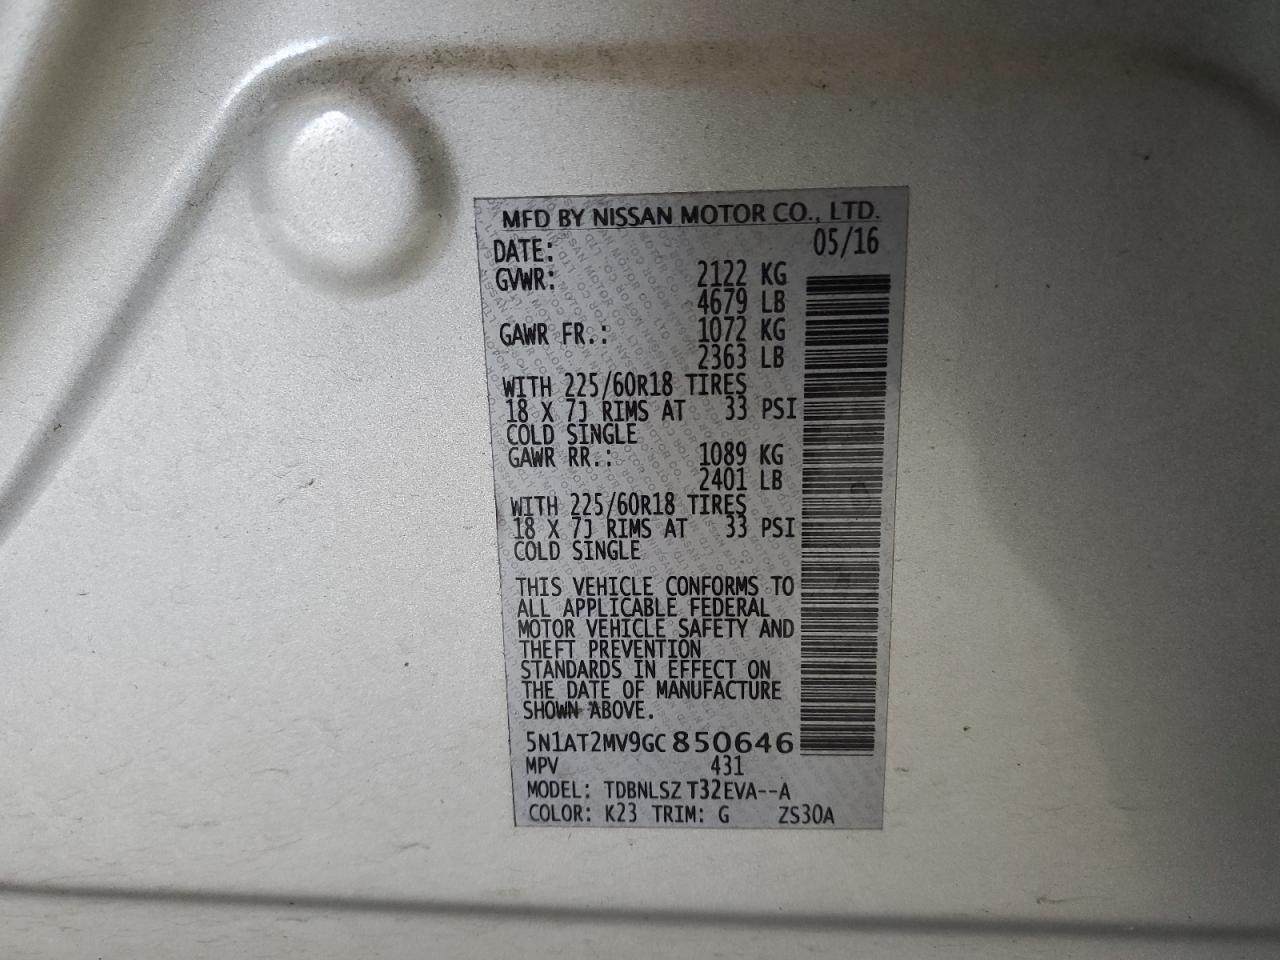 MFD BY NISSAN MOTOR CO., LTD.
DATE: 05/16
GVWR: 2122 KG
4679 LB
GAWR FR.: 1072 KG
2363 LB
WITH 225/60R18 TIRES
18 X 7J RIMS AT 33 PSI
COLD SINGLE
GAWR RR.: 1089 KG
2401 LB
WITH 225/60R18 TIRES
18 X 7J RIMS AT 33 PSI
COLD SINGLE
THIS VEHICLE CONFORMS TO
ALL APPLICABLE FEDERAL
MOTOR VEHICLE SAFETY AND
THEFT PREVENTION
STANDARDS IN EFFECT ON
THE DATE OF MANUFACTURE
SHOWN ABOVE.
5N1AT2MV9GC850646
MPV 431
MODEL: TDBNLSZ T32EVA--A
COLOR: K23 TRIM: G ZS30A